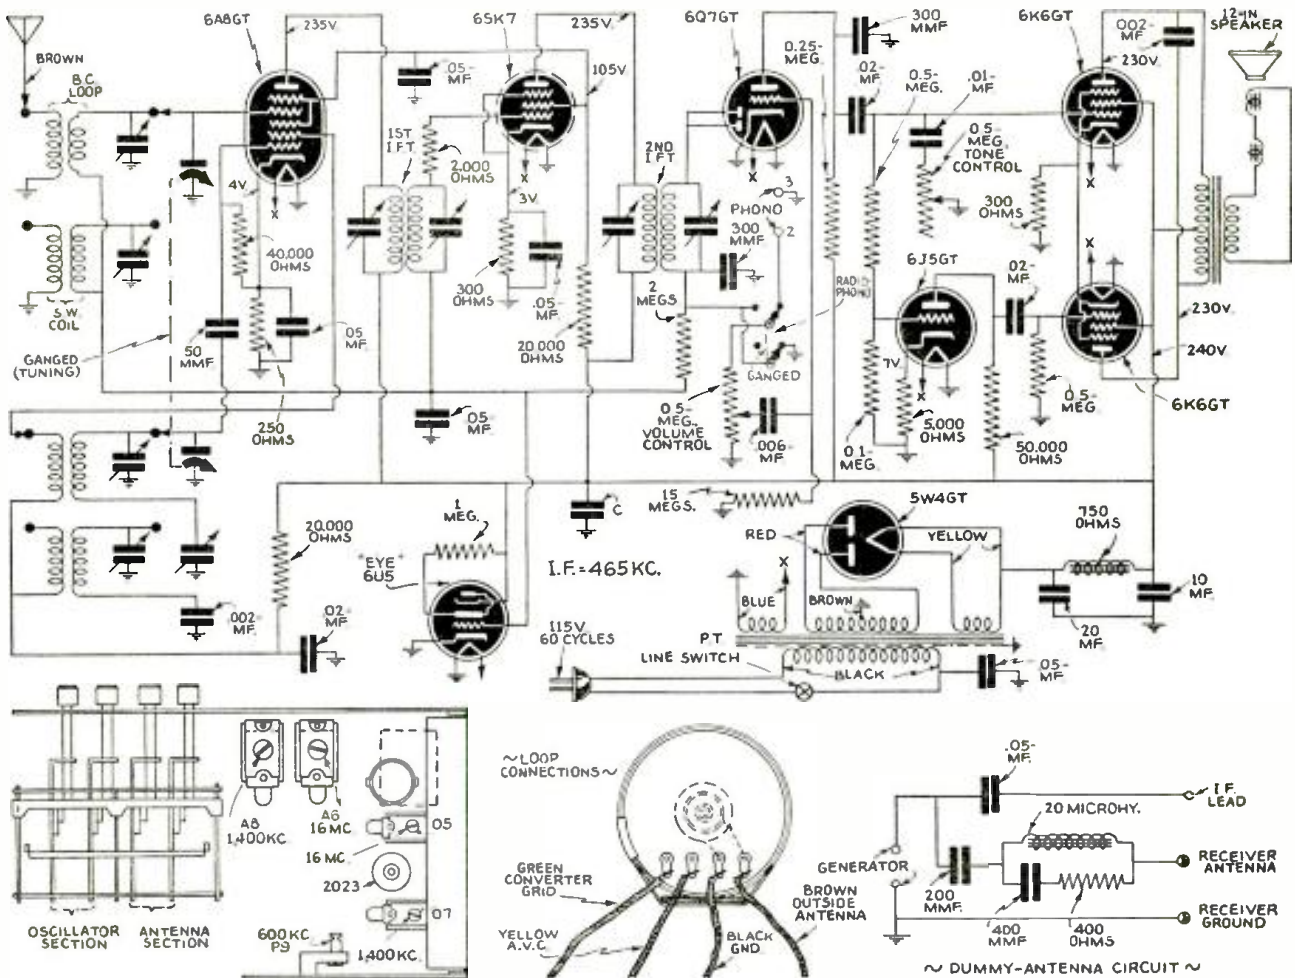 6A8GT
235V.
6SK7
235V.
6Q7GT
300
MMF
6K6GT
.002-
MF
12-IN
SPEAKER
BROWN
B.C.
LOOP
.05-
MF
105V
0.25-
MEG.
.02-
MF
0.5-
MEG.
.01-
MF
230V.
1ST
I.F.T.
2,000
OHMS
2ND
I.F.T.
0.5-
MEG.
TONE
CONTROL
4V.
3V.
3
PHONO
300
MMF
2
300
OHMS
40,000
OHMS
300
OHMS
.05-
MF.
2
MEGS
RADIO
PHONO
6J5GT
.02-
MF.
S.W.
COIL
GANGED
(TUNING)
50
MMF
.05
MF.
20,000
OHMS
GANGED
7V.
230V.
240V.
6K6GT
250
OHMS
.05-
MF.
0.5-
MEG.,
VOLUME
CONTROL
.006-
MF.
0.1-
MEG.
5,000
OHMS
50,000
OHMS
0.5-
MEG.
15
MEGS.
5W4GT
750
OHMS
20,000
OHMS
1
MEG.
C
RED
YELLOW
"EYE"
6U5
I.F.=465 KC.
X
BLUE
BROWN
10
MF.
.002-
MF.
.02-
MF.
115V.
60 CYCLES
P.T.
LINE SWITCH
BLACK
20
MF
.05-
MF.
A8
1,400KC.
A6
16 MC
05
16 MC.
2023
07
600KC
P9
1,400KC.
OSCILLATOR
SECTION
ANTENNA
SECTION
~LOOP
CONNECTIONS~
GREEN
CONVERTER
GRID
YELLOW
A.V.C.
BLACK
GND
BROWN
OUTSIDE
ANTENNA
.05-
MF.
I.F.
LEAD
20 MICROHY.
GENERATOR
RECEIVER
ANTENNA
200
MMF.
400
MMF
400
OHMS
RECEIVER
GROUND
~ DUMMY-ANTENNA CIRCUIT ~